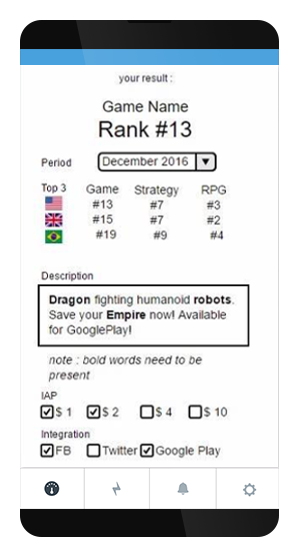 your result :
Game Name
Rank #13
Period December 2016
Top 3 Game Strategy RPG
#13 #7 #3
#15 #7 #2
#19 #9 #4
Description
Dragon fighting humanoid robots.
Save your Empire now! Available
for GooglePlay!
note : bold words need to be
present
IAP
$ 1 $ 2 $ 4 $ 10
Integration
FB Twitter Google Play